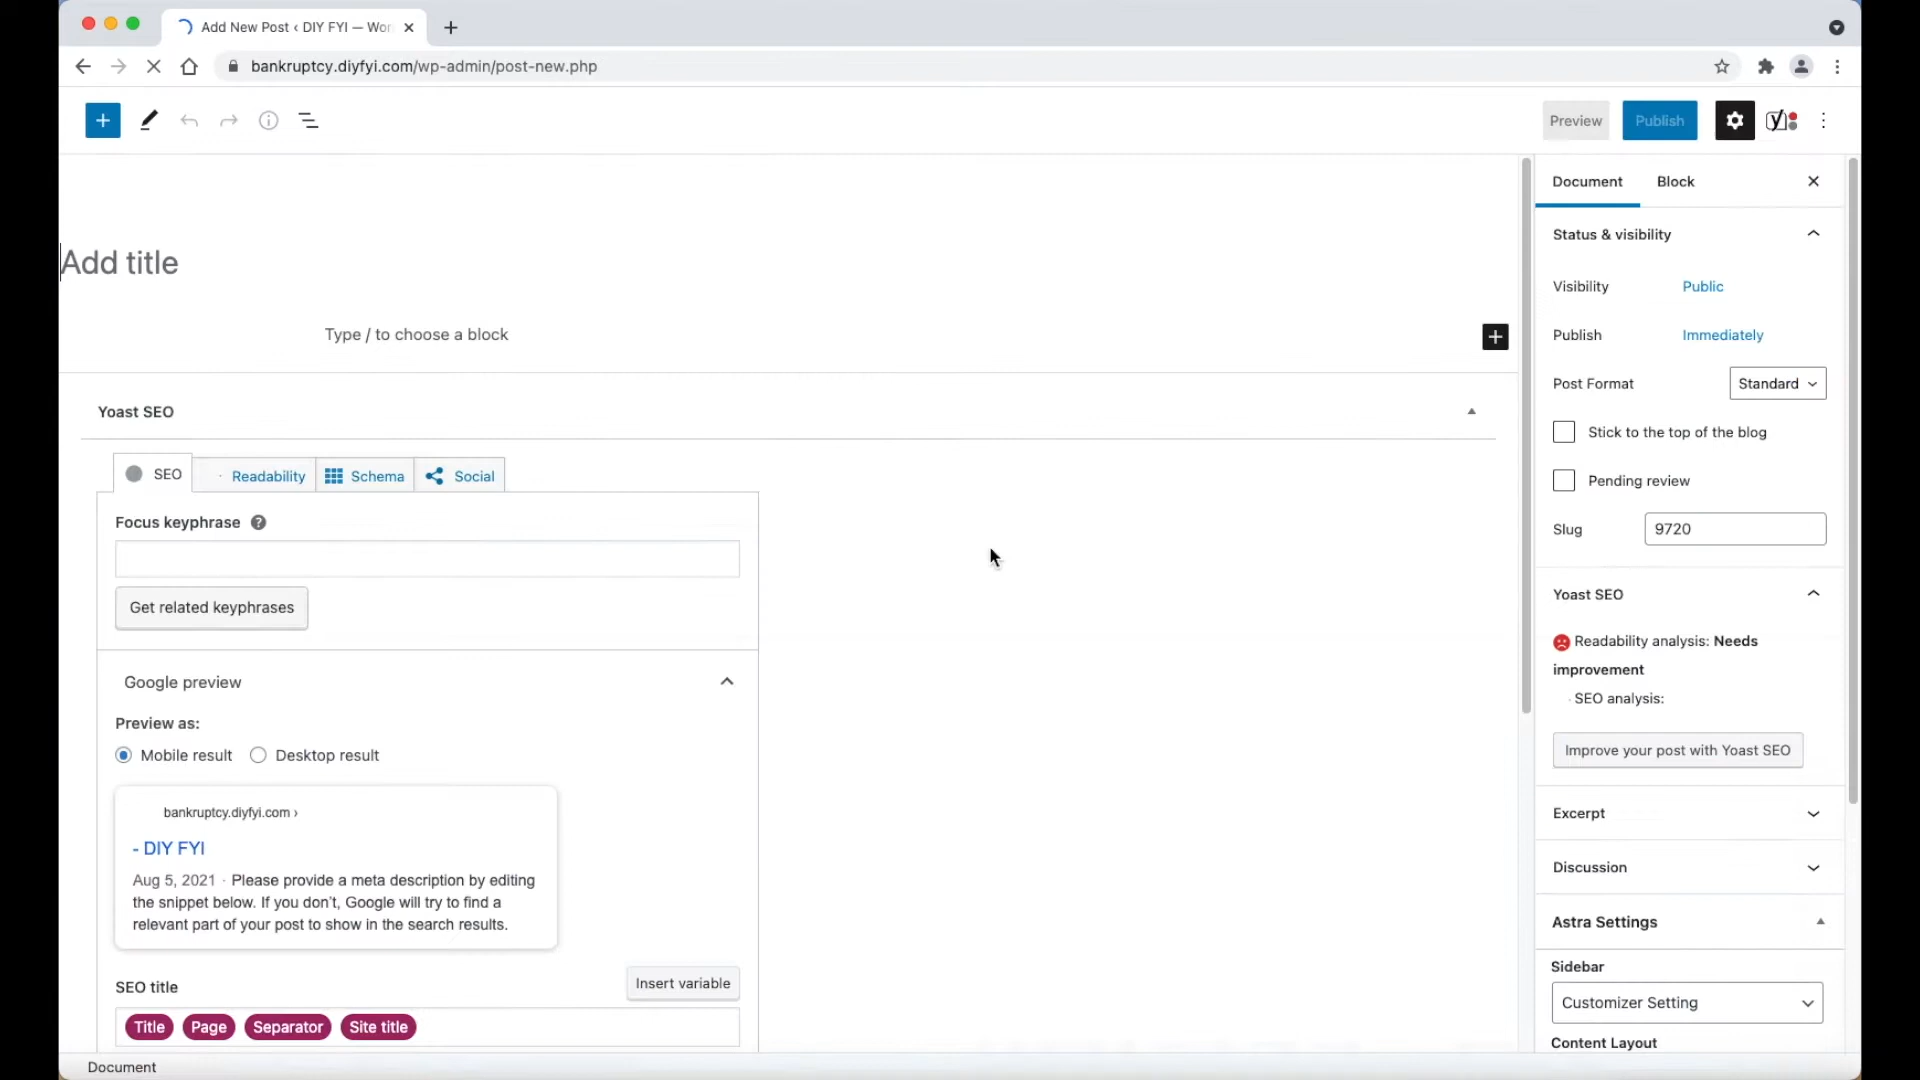 Add New Post ‹ DIY FYI — Wor
bankruptcy.diyfyi.com/wp-admin/post-new.php
Preview
Publish
Document
Block
Add title
Type / to choose a block
Status & visibility
Visibility
Public
Publish
Immediately
Post Format
Standard
Stick to the top of the blog
Pending review
Slug
9720
Yoast SEO
SEO
Readability
Schema
Social
Focus keyphrase ?
Get related keyphrases
Google preview
Preview as:
Mobile result
Desktop result
bankruptcy.diyfyi.com ›
- DIY FYI
Aug 5, 2021 · Please provide a meta description by editing
the snippet below. If you don't, Google will try to find a
relevant part of your post to show in the search results.
SEO title
Insert variable
Title
Page
Separator
Site title
Yoast SEO
Readability analysis: Needs
improvement
SEO analysis:
Improve your post with Yoast SEO
Excerpt
Discussion
Astra Settings
Sidebar
Customizer Setting
Content Layout
Document